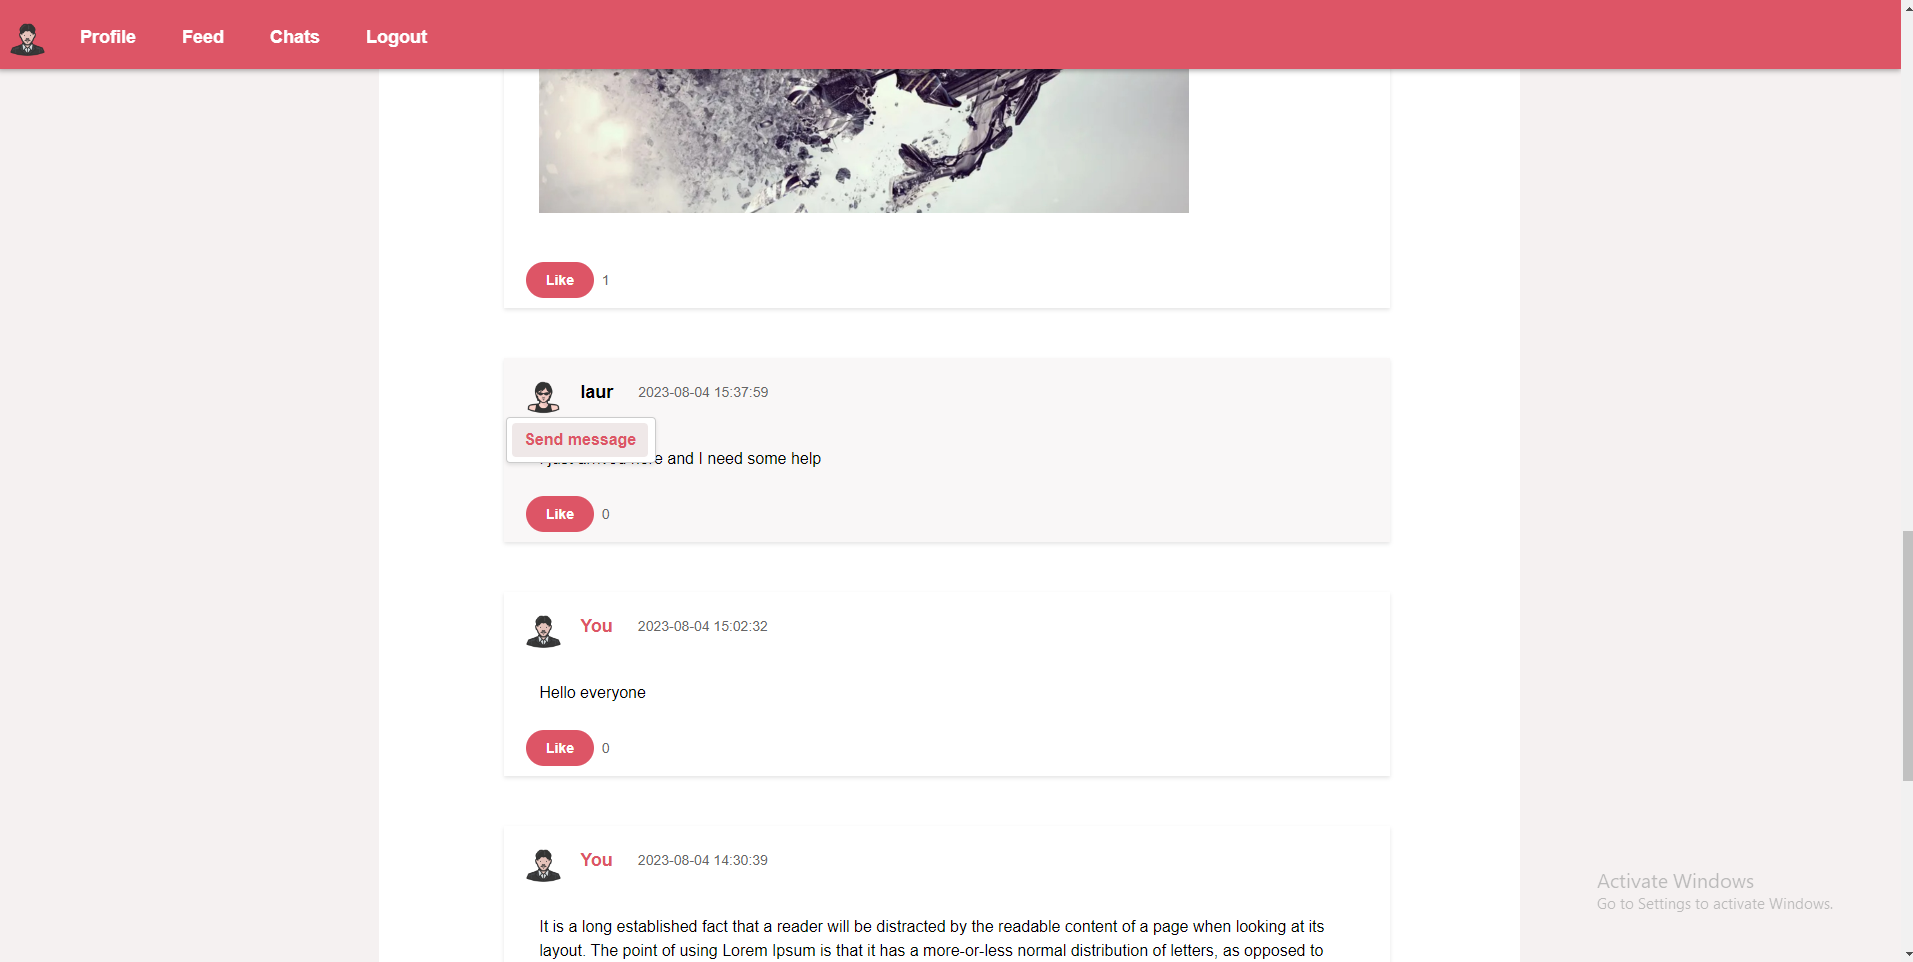 Profile Feed Chats Logout
Like 1
laur 2023-08-04 15:37:59
Send message
and I need some help
Like 0
You 2023-08-04 15:02:32
Hello everyone
Like 0
You 2023-08-04 14:30:39
It is a long established fact that a reader will be distracted by the readable content of a page when looking at its
layout. The point of using Lorem Ipsum is that it has a more-or-less normal distribution of letters, as opposed to
Activate Windows
Go to Settings to activate Windows.